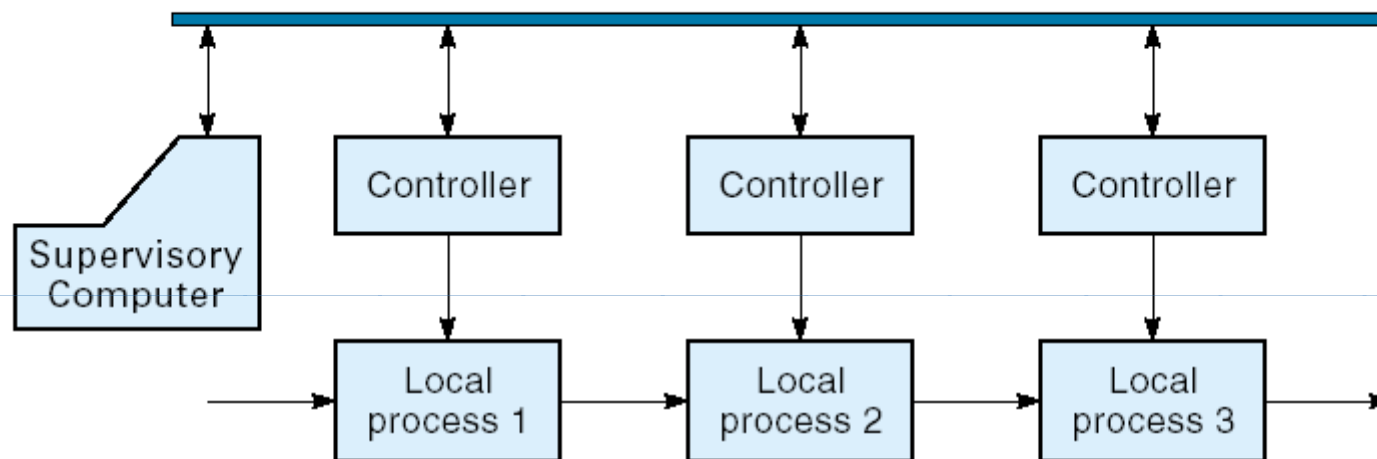 Controller
Controller
Controller
Supervisory
Computer
Local
process 1
Local
process 2
Local
process 3